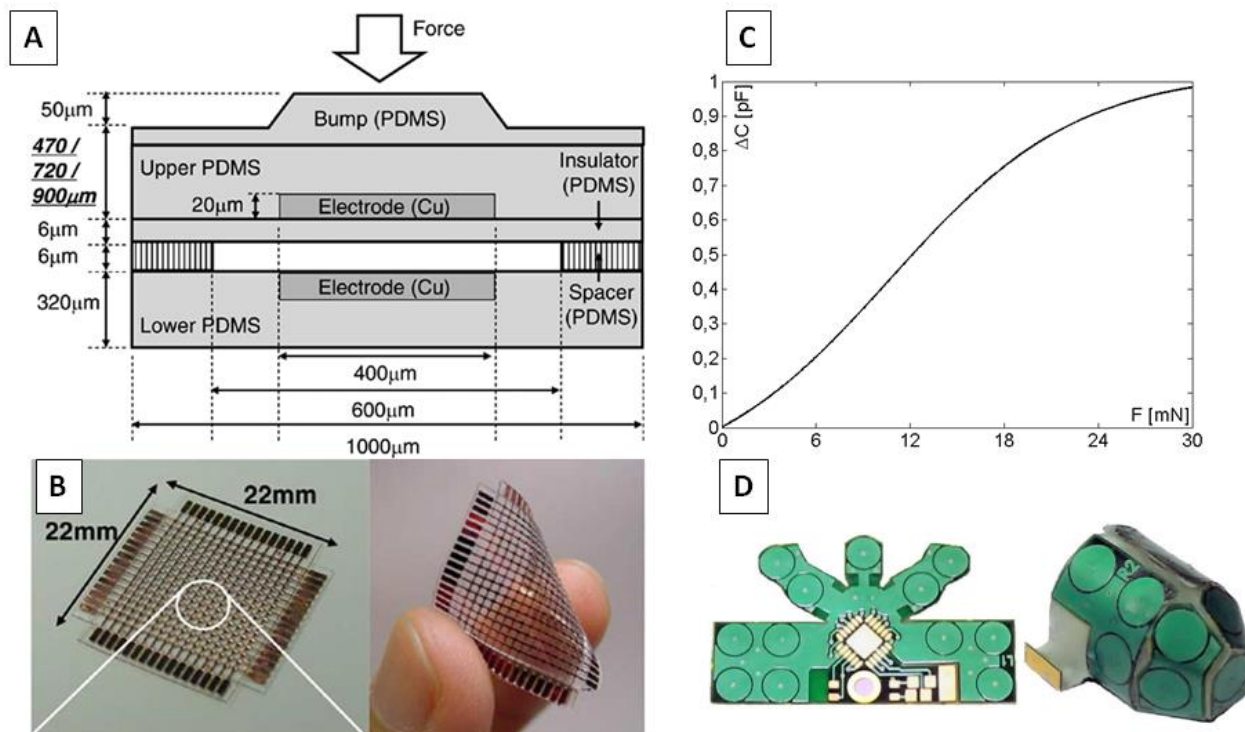 A
Force
50µm
Bump (PDMS)
470 /
720 /
900µm
Upper PDMS
Insulator
(PDMS)
20µm
Electrode (Cu)
6µm
6µm
Electrode (Cu)
Spacer
(PDMS)
320µm
Lower PDMS
400µm
600µm
1000µm
B
22mm
22mm
C
ΔC [pF]
1
0,9
0,8
0,7
0,6
0,5
0,4
0,3
0,2
0,1
0
F [mN]
0
6
12
18
24
30
D